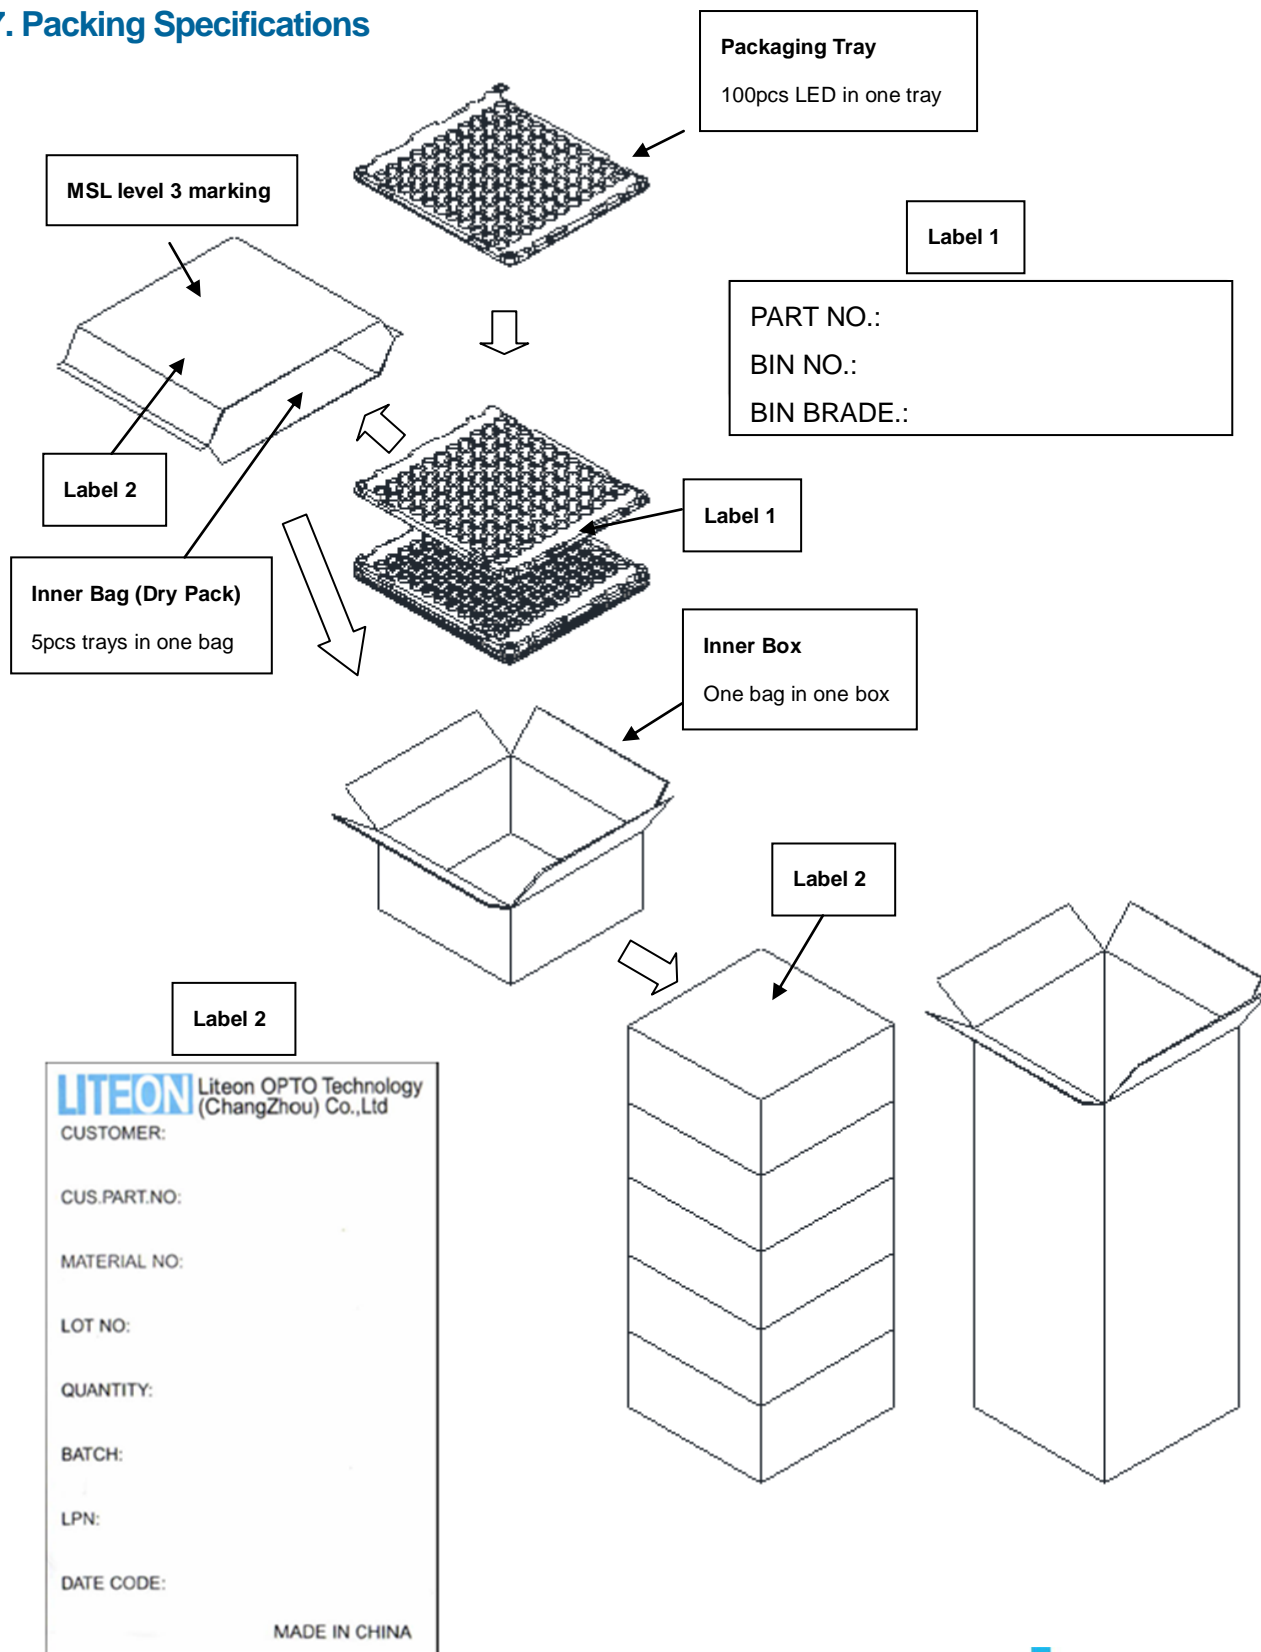 7. Packing Specifications
Packaging Tray
100pcs LED in one tray
MSL level 3 marking
Label 1
PART NO.:
BIN NO.:
BIN BRADE.:
Label 2
Label 1
Inner Bag (Dry Pack)
5pcs trays in one bag
Inner Box
One bag in one box
Label 2
Label 2
LITEON Liteon OPTO Technology
(ChangZhou) Co.,Ltd
CUSTOMER:
CUS.PART.NO:
MATERIAL NO:
LOT NO:
QUANTITY:
BATCH:
LPN:
DATE CODE:
MADE IN CHINA